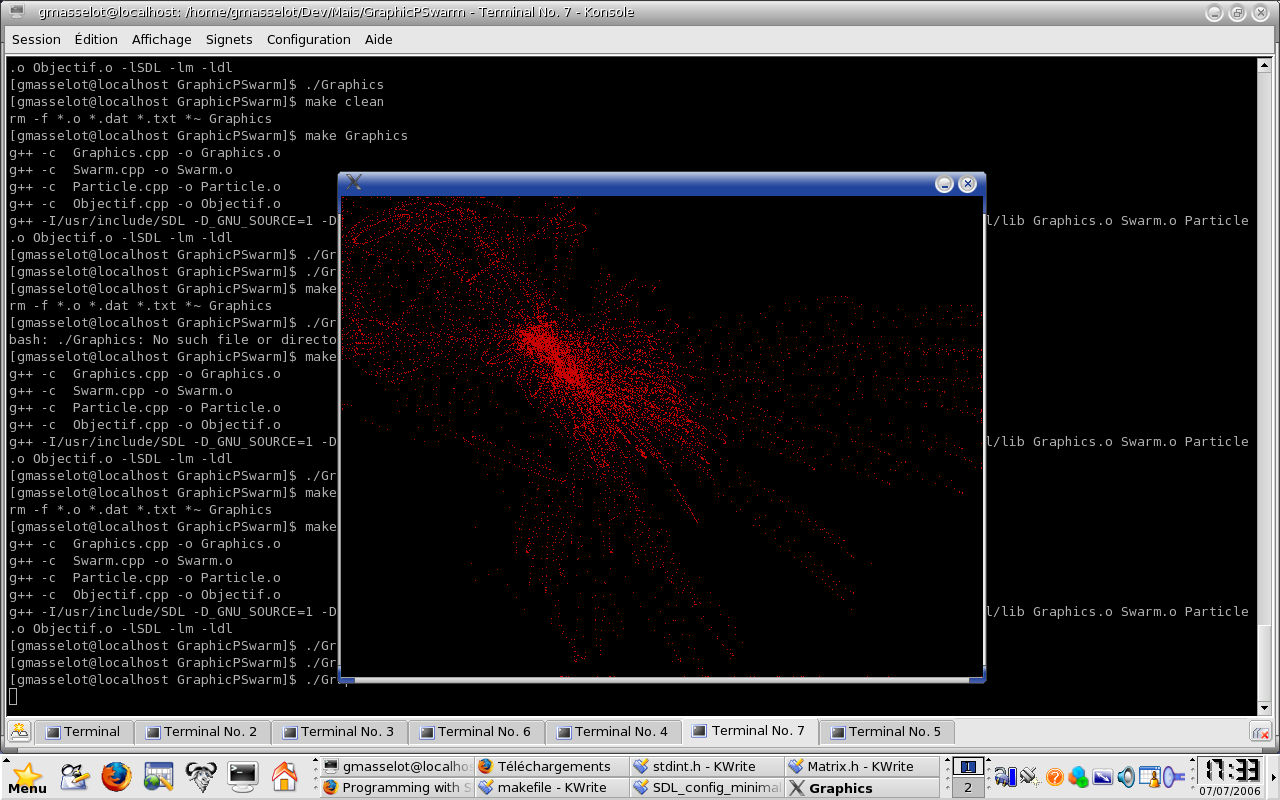 gmasselot@localhost: /home/gmasselot/Dev/Mais/GraphicPSwarm - Terminal No. 7 - Konsole
Session Édition Affichage Signets Configuration Aide
.o Objectif.o -lSDL -lm -ldl
[gmasselot@localhost GraphicPSwarm]$ ./Graphics
[gmasselot@localhost GraphicPSwarm]$ make clean
rm -f *.o *.dat *.txt *~ Graphics
[gmasselot@localhost GraphicPSwarm]$ make Graphics
g++ -c  Graphics.cpp -o Graphics.o
g++ -c  Swarm.cpp -o Swarm.o
g++ -c  Particle.cpp -o Particle.o
g++ -c  Objectif.cpp -o Objectif.o
g++ -I/usr/include/SDL -D_GNU_SOURCE=1 -D l/lib Graphics.o Swarm.o Particle
.o Objectif.o -lSDL -lm -ldl
[gmasselot@localhost GraphicPSwarm]$ ./Gr
[gmasselot@localhost GraphicPSwarm]$ ./Gr
[gmasselot@localhost GraphicPSwarm]$ make
rm -f *.o *.dat *.txt *~ Graphics
[gmasselot@localhost GraphicPSwarm]$ ./Gr
bash: ./Graphics: No such file or directo
[gmasselot@localhost GraphicPSwarm]$ make
g++ -c  Graphics.cpp -o Graphics.o
g++ -c  Swarm.cpp -o Swarm.o
g++ -c  Particle.cpp -o Particle.o
g++ -c  Objectif.cpp -o Objectif.o
g++ -I/usr/include/SDL -D_GNU_SOURCE=1 -D l/lib Graphics.o Swarm.o Particle
.o Objectif.o -lSDL -lm -ldl
[gmasselot@localhost GraphicPSwarm]$ ./Gr
[gmasselot@localhost GraphicPSwarm]$ make
rm -f *.o *.dat *.txt *~ Graphics
[gmasselot@localhost GraphicPSwarm]$ make
g++ -c  Graphics.cpp -o Graphics.o
g++ -c  Swarm.cpp -o Swarm.o
g++ -c  Particle.cpp -o Particle.o
g++ -c  Objectif.cpp -o Objectif.o
g++ -I/usr/include/SDL -D_GNU_SOURCE=1 -D l/lib Graphics.o Swarm.o Particle
.o Objectif.o -lSDL -lm -ldl
[gmasselot@localhost GraphicPSwarm]$ ./Gr
[gmasselot@localhost GraphicPSwarm]$ ./Gr
[gmasselot@localhost GraphicPSwarm]$ ./Gr
Terminal Terminal No. 2 Terminal No. 3 Terminal No. 6 Terminal No. 4 Terminal No. 7 Terminal No. 5
Menu gmasselot@localhos Téléchargements stdint.h - KWrite Matrix.h - KWrite 1 17:33
Programming with S makefile - KWrite SDL_config_minimal Graphics 2 07/07/2006